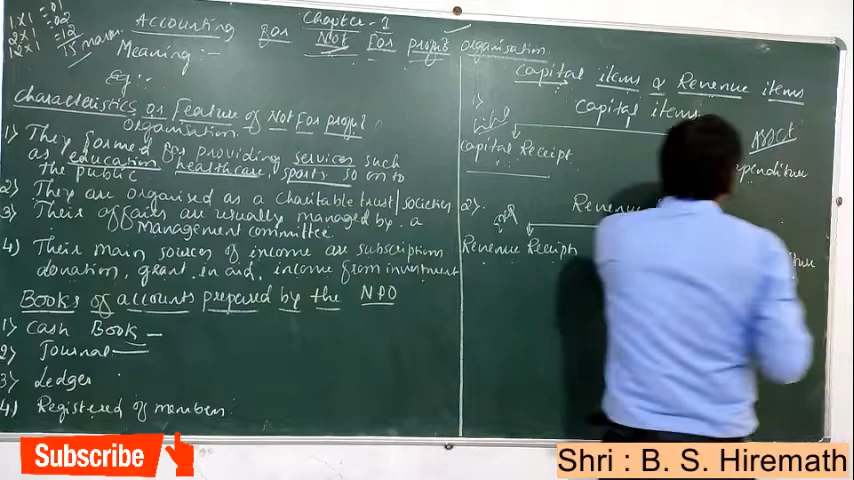 Chapter-1
Accounting for Not For profit organisation.
1X1 = 01
2X1 = 02
12X1 = 12
15 marks
Meaning :-
Eg :-
Characteristics or Feature of Not For profit
Organisation.
1) They formed for providing services such
as education healthcare, sports so on to
the public
2) They are organised as a charitable trust/societies
3) Their affairs are usually managed by a
management committee
4) Their main sources of income are subscription
donation, grant in aid, income from investment
Books of accounts prepared by the NPO
1) Cash Book
2) Journal
3) Ledger
4) Registered of members
Capital items & Revenue items
1) Capital items
Capital Receipt
2) Revenue
Revenue Receipts
Subscribe
Shri : B. S. Hiremath